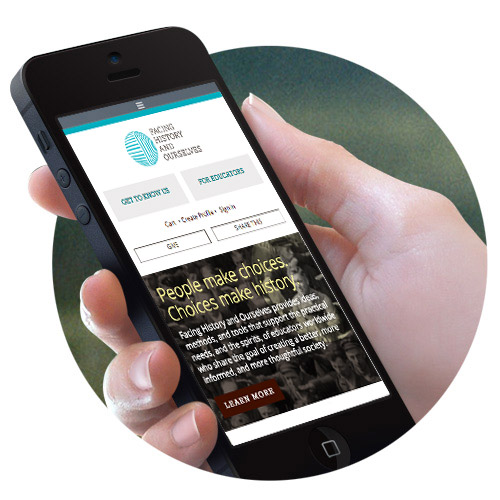 FACING
HISTORY
AND
OURSELVES
GET TO KNOW US
FOR EDUCATORS
Cart • Create Profile • Sign in
GIVE
SHARE THIS
People make choices.
Choices make history.
Facing History and Ourselves provides ideas,
methods, and tools that support the practical
needs, and the spirits, of educators worldwide
who share the goal of creating a better, more
informed, and more thoughtful society.
LEARN MORE